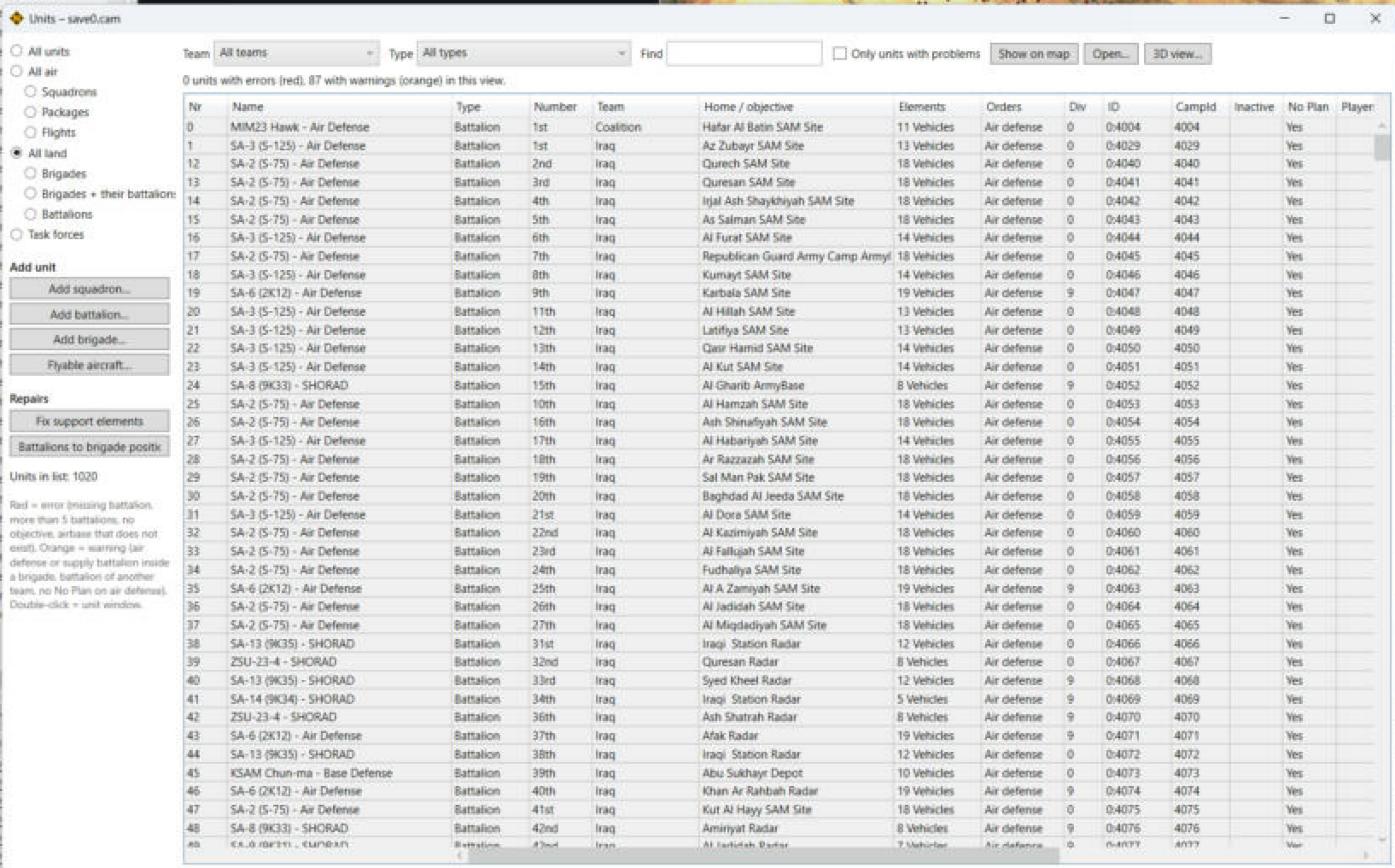 Units – save0.cam
All units
All air
Squadrons
Packages
Flights
All land
Brigades
Brigades + their battalions
Battalions
Task forces
Add unit
Add squadron...
Add battalion...
Add brigade...
Flyable aircraft...
Repairs
Fix support elements
Battalions to brigade positic
Units in list: 1020
Red = error (missing battalion,
more than 5 battalions, no
objective, airbase that does not
exist). Orange = warning (air
defense or supply battalion inside
a brigade, battalion of another
team, no No Plan on air defense).
Double-click = unit window.
Team All teams Type All types Find Only units with problems Show on map Open... 3D view...
0 units with errors (red), 87 with warnings (orange) in this view.
Nr Name Type Number Team Home / objective Elements Orders Div ID CampId Inactive No Plan Player
0 MIM23 Hawk - Air Defense Battalion 1st Coalition Hafar Al Batin SAM Site 11 Vehicles Air defense 0 0:4004 4004 Yes
1 SA-3 (S-125) - Air Defense Battalion 1st Iraq Az Zubayr SAM Site 13 Vehicles Air defense 0 0:4029 4029 Yes
12 SA-2 (S-75) - Air Defense Battalion 2nd Iraq Qurech SAM Site 18 Vehicles Air defense 0 0:4040 4040 Yes
13 SA-2 (S-75) - Air Defense Battalion 3rd Iraq Quresan SAM Site 18 Vehicles Air defense 0 0:4041 4041 Yes
14 SA-2 (S-75) - Air Defense Battalion 4th Iraq Irjal Ash Shaykhiyah SAM Site 18 Vehicles Air defense 0 0:4042 4042 Yes
15 SA-2 (S-75) - Air Defense Battalion 5th Iraq As Salman SAM Site 18 Vehicles Air defense 0 0:4043 4043 Yes
16 SA-3 (S-125) - Air Defense Battalion 6th Iraq Al Furat SAM Site 14 Vehicles Air defense 0 0:4044 4044 Yes
17 SA-2 (S-75) - Air Defense Battalion 7th Iraq Republican Guard Army Camp Armyl 18 Vehicles Air defense 0 0:4045 4045 Yes
18 SA-3 (S-125) - Air Defense Battalion 8th Iraq Kumayt SAM Site 14 Vehicles Air defense 0 0:4046 4046 Yes
19 SA-6 (2K12) - Air Defense Battalion 9th Iraq Karbala SAM Site 19 Vehicles Air defense 9 0:4047 4047 Yes
20 SA-3 (S-125) - Air Defense Battalion 11th Iraq Al Hillah SAM Site 13 Vehicles Air defense 0 0:4048 4048 Yes
21 SA-3 (S-125) - Air Defense Battalion 12th Iraq Latifiya SAM Site 13 Vehicles Air defense 0 0:4049 4049 Yes
22 SA-3 (S-125) - Air Defense Battalion 13th Iraq Qasr Hamid SAM Site 14 Vehicles Air defense 0 0:4050 4050 Yes
23 SA-3 (S-125) - Air Defense Battalion 14th Iraq Al Kut SAM Site 14 Vehicles Air defense 0 0:4051 4051 Yes
24 SA-8 (9K33) - SHORAD Battalion 15th Iraq Al Gharib ArmyBase 8 Vehicles Air defense 9 0:4052 4052 Yes
25 SA-2 (S-75) - Air Defense Battalion 10th Iraq Al Hamzah SAM Site 18 Vehicles Air defense 0 0:4053 4053 Yes
26 SA-2 (S-75) - Air Defense Battalion 16th Iraq Ash Shinafiyah SAM Site 18 Vehicles Air defense 0 0:4054 4054 Yes
27 SA-3 (S-125) - Air Defense Battalion 17th Iraq Al Habariyah SAM Site 14 Vehicles Air defense 0 0:4055 4055 Yes
28 SA-2 (S-75) - Air Defense Battalion 18th Iraq Ar Razzazah SAM Site 18 Vehicles Air defense 0 0:4056 4056 Yes
29 SA-2 (S-75) - Air Defense Battalion 19th Iraq Sal Man Pak SAM Site 18 Vehicles Air defense 0 0:4057 4057 Yes
30 SA-2 (S-75) - Air Defense Battalion 20th Iraq Baghdad Al Jeeda SAM Site 18 Vehicles Air defense 0 0:4058 4058 Yes
31 SA-3 (S-125) - Air Defense Battalion 21st Iraq Al Dora SAM Site 14 Vehicles Air defense 0 0:4059 4059 Yes
32 SA-2 (S-75) - Air Defense Battalion 22nd Iraq Al Kazimiyah SAM Site 18 Vehicles Air defense 0 0:4060 4060 Yes
33 SA-2 (S-75) - Air Defense Battalion 23rd Iraq Al Fallujah SAM Site 18 Vehicles Air defense 0 0:4061 4061 Yes
34 SA-2 (S-75) - Air Defense Battalion 24th Iraq Fudhaliya SAM Site 18 Vehicles Air defense 0 0:4062 4062 Yes
35 SA-6 (2K12) - Air Defense Battalion 25th Iraq Al A Zamiyah SAM Site 19 Vehicles Air defense 9 0:4063 4063 Yes
36 SA-2 (S-75) - Air Defense Battalion 26th Iraq Al Jadidah SAM Site 18 Vehicles Air defense 0 0:4064 4064 Yes
37 SA-2 (S-75) - Air Defense Battalion 27th Iraq Al Miqdadiyah SAM Site 18 Vehicles Air defense 0 0:4065 4065 Yes
38 SA-13 (9K35) - SHORAD Battalion 31st Iraq Iraqi Station Radar 12 Vehicles Air defense 0 0:4066 4066 Yes
39 ZSU-23-4 - SHORAD Battalion 32nd Iraq Quresan Radar 8 Vehicles Air defense 0 0:4067 4067 Yes
40 SA-13 (9K35) - SHORAD Battalion 33rd Iraq Syed Kheel Radar 12 Vehicles Air defense 9 0:4068 4068 Yes
41 SA-14 (9K34) - SHORAD Battalion 34th Iraq Iraqi Station Radar 5 Vehicles Air defense 9 0:4069 4069 Yes
42 ZSU-23-4 - SHORAD Battalion 36th Iraq Ash Shatrah Radar 8 Vehicles Air defense 9 0:4070 4070 Yes
43 SA-6 (2K12) - Air Defense Battalion 37th Iraq Afak Radar 19 Vehicles Air defense 9 0:4071 4071 Yes
44 SA-13 (9K35) - SHORAD Battalion 38th Iraq Iraqi Station Radar 12 Vehicles Air defense 0 0:4072 4072 Yes
45 KSAM Chun-ma - Base Defense Battalion 39th Iraq Abu Sukhayr Depot 10 Vehicles Air defense 0 0:4073 4073 Yes
46 SA-6 (2K12) - Air Defense Battalion 40th Iraq Khan Ar Rahbah Radar 19 Vehicles Air defense 9 0:4074 4074 Yes
47 SA-2 (S-75) - Air Defense Battalion 41st Iraq Kut Al Hayy SAM Site 18 Vehicles Air defense 0 0:4075 4075 Yes
48 SA-8 (9K33) - SHORAD Battalion 42nd Iraq Amiriyat Radar 8 Vehicles Air defense 9 0:4076 4076 Yes